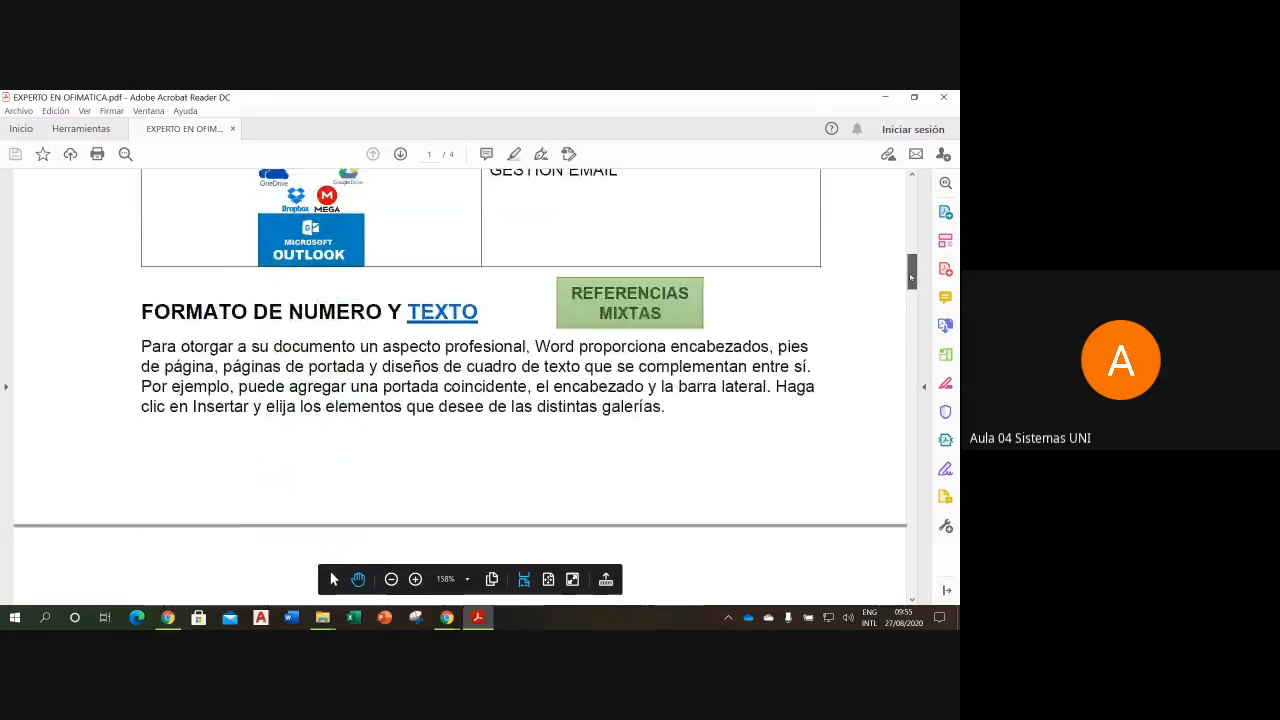 EXPERTO EN OFIMATICA.pdf - Adobe Acrobat Reader DC
Archivo Edición Ver Firmar Ventana Ayuda
Inicio Herramientas EXPERTO EN OFIM... × Iniciar sesión
1 / 4
GESTION EMAIL
OneDrive Google Drive
Dropbox M MEGA
MICROSOFT
OUTLOOK
FORMATO DE NUMERO Y TEXTO
REFERENCIAS
MIXTAS
Para otorgar a su documento un aspecto profesional, Word proporciona encabezados, pies
de página, páginas de portada y diseños de cuadro de texto que se complementan entre sí.
Por ejemplo, puede agregar una portada coincidente, el encabezado y la barra lateral. Haga
clic en Insertar y elija los elementos que desee de las distintas galerías.
158%
ENG 09:55
INTL 27/08/2020
A
Aula 04 Sistemas UNI